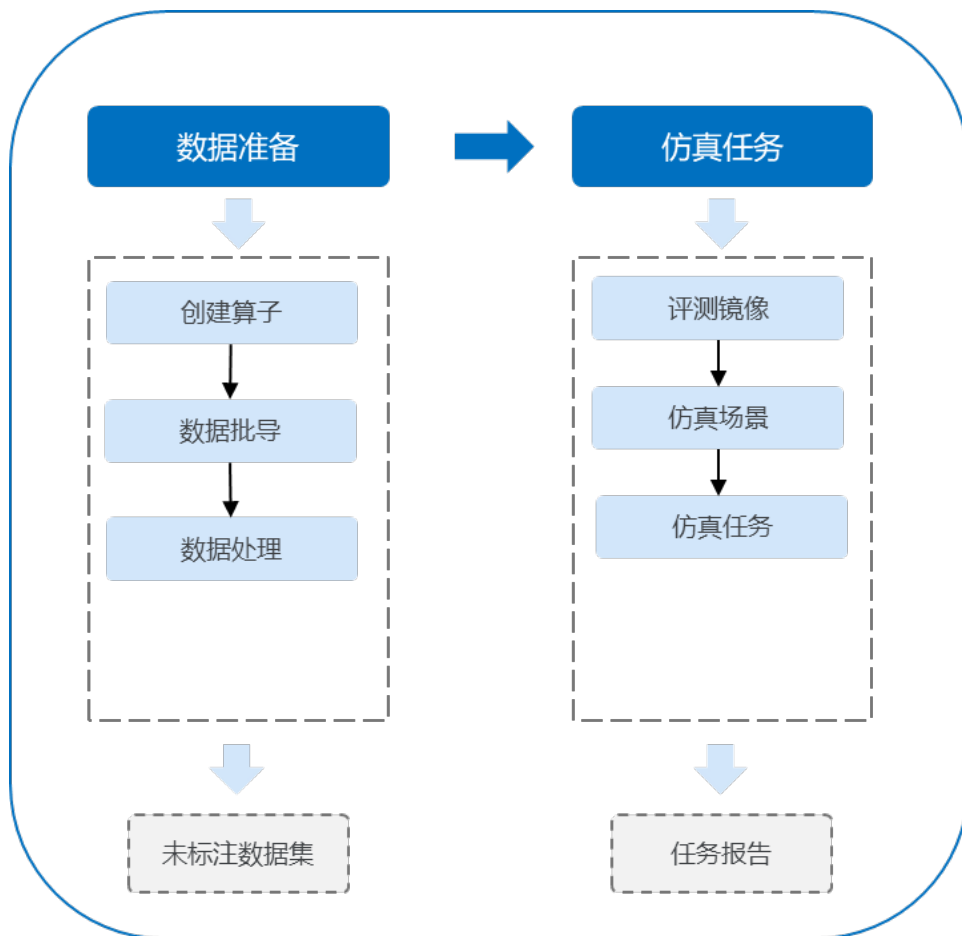 数据准备
仿真任务
创建算子
数据批导
数据处理
评测镜像
仿真场景
仿真任务
未标注数据集
任务报告